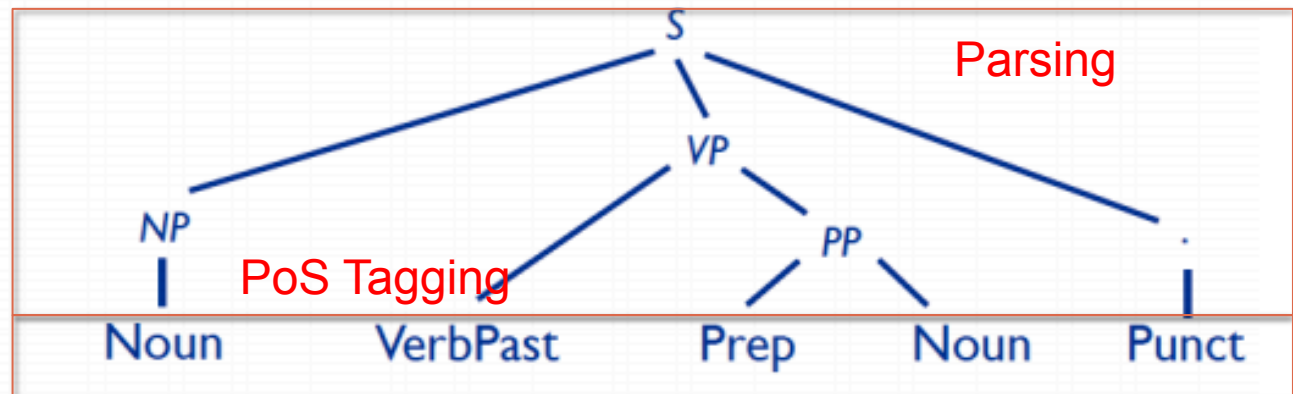 S
Parsing
VP
NP
PP
.
PoS Tagging
Noun VerbPast Prep Noun Punct